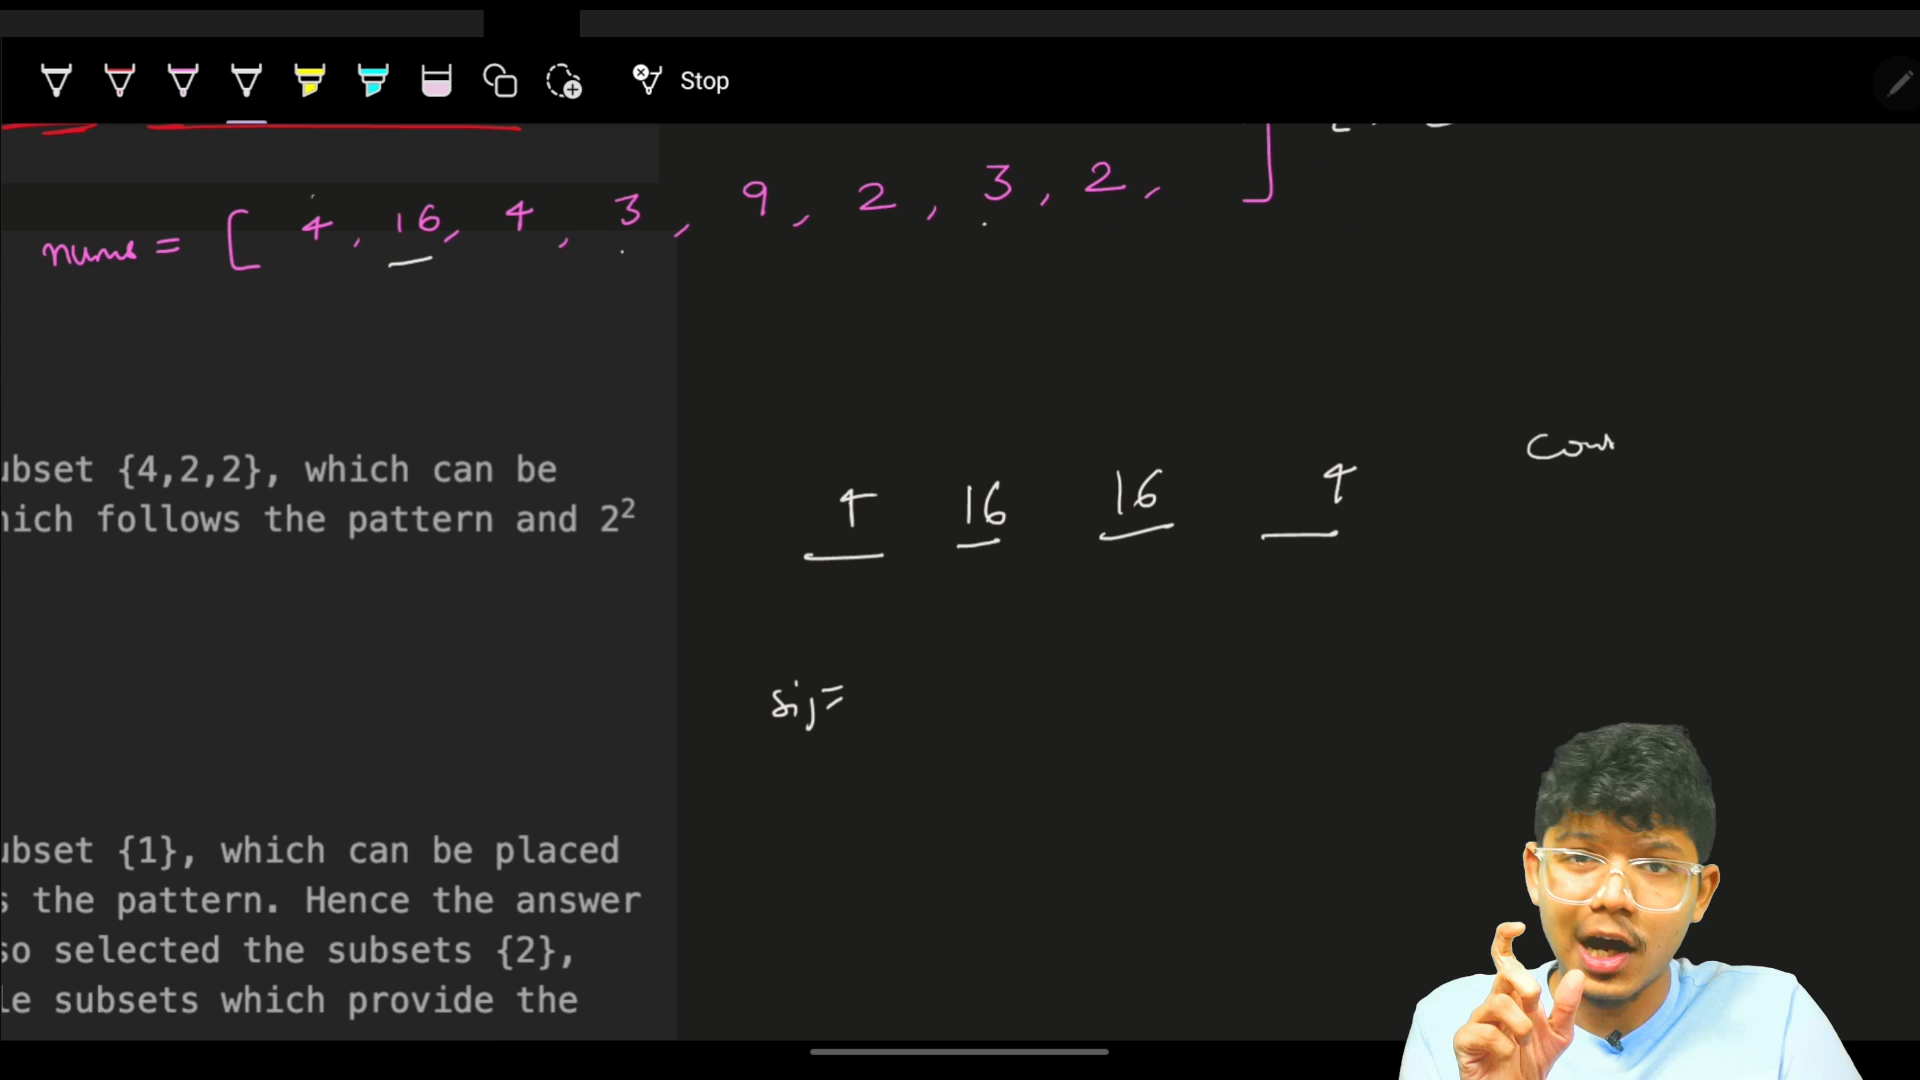 Stop
nums = [ 4, 16, 4, 3, 9, 2, 3, 2, ]
ubset {4,2,2}, which can be
hich follows the pattern and 2²
4 16 16 4
Coun
ubset {1}, which can be placed
s the pattern. Hence the answer
so selected the subsets {2},
le subsets which provide the